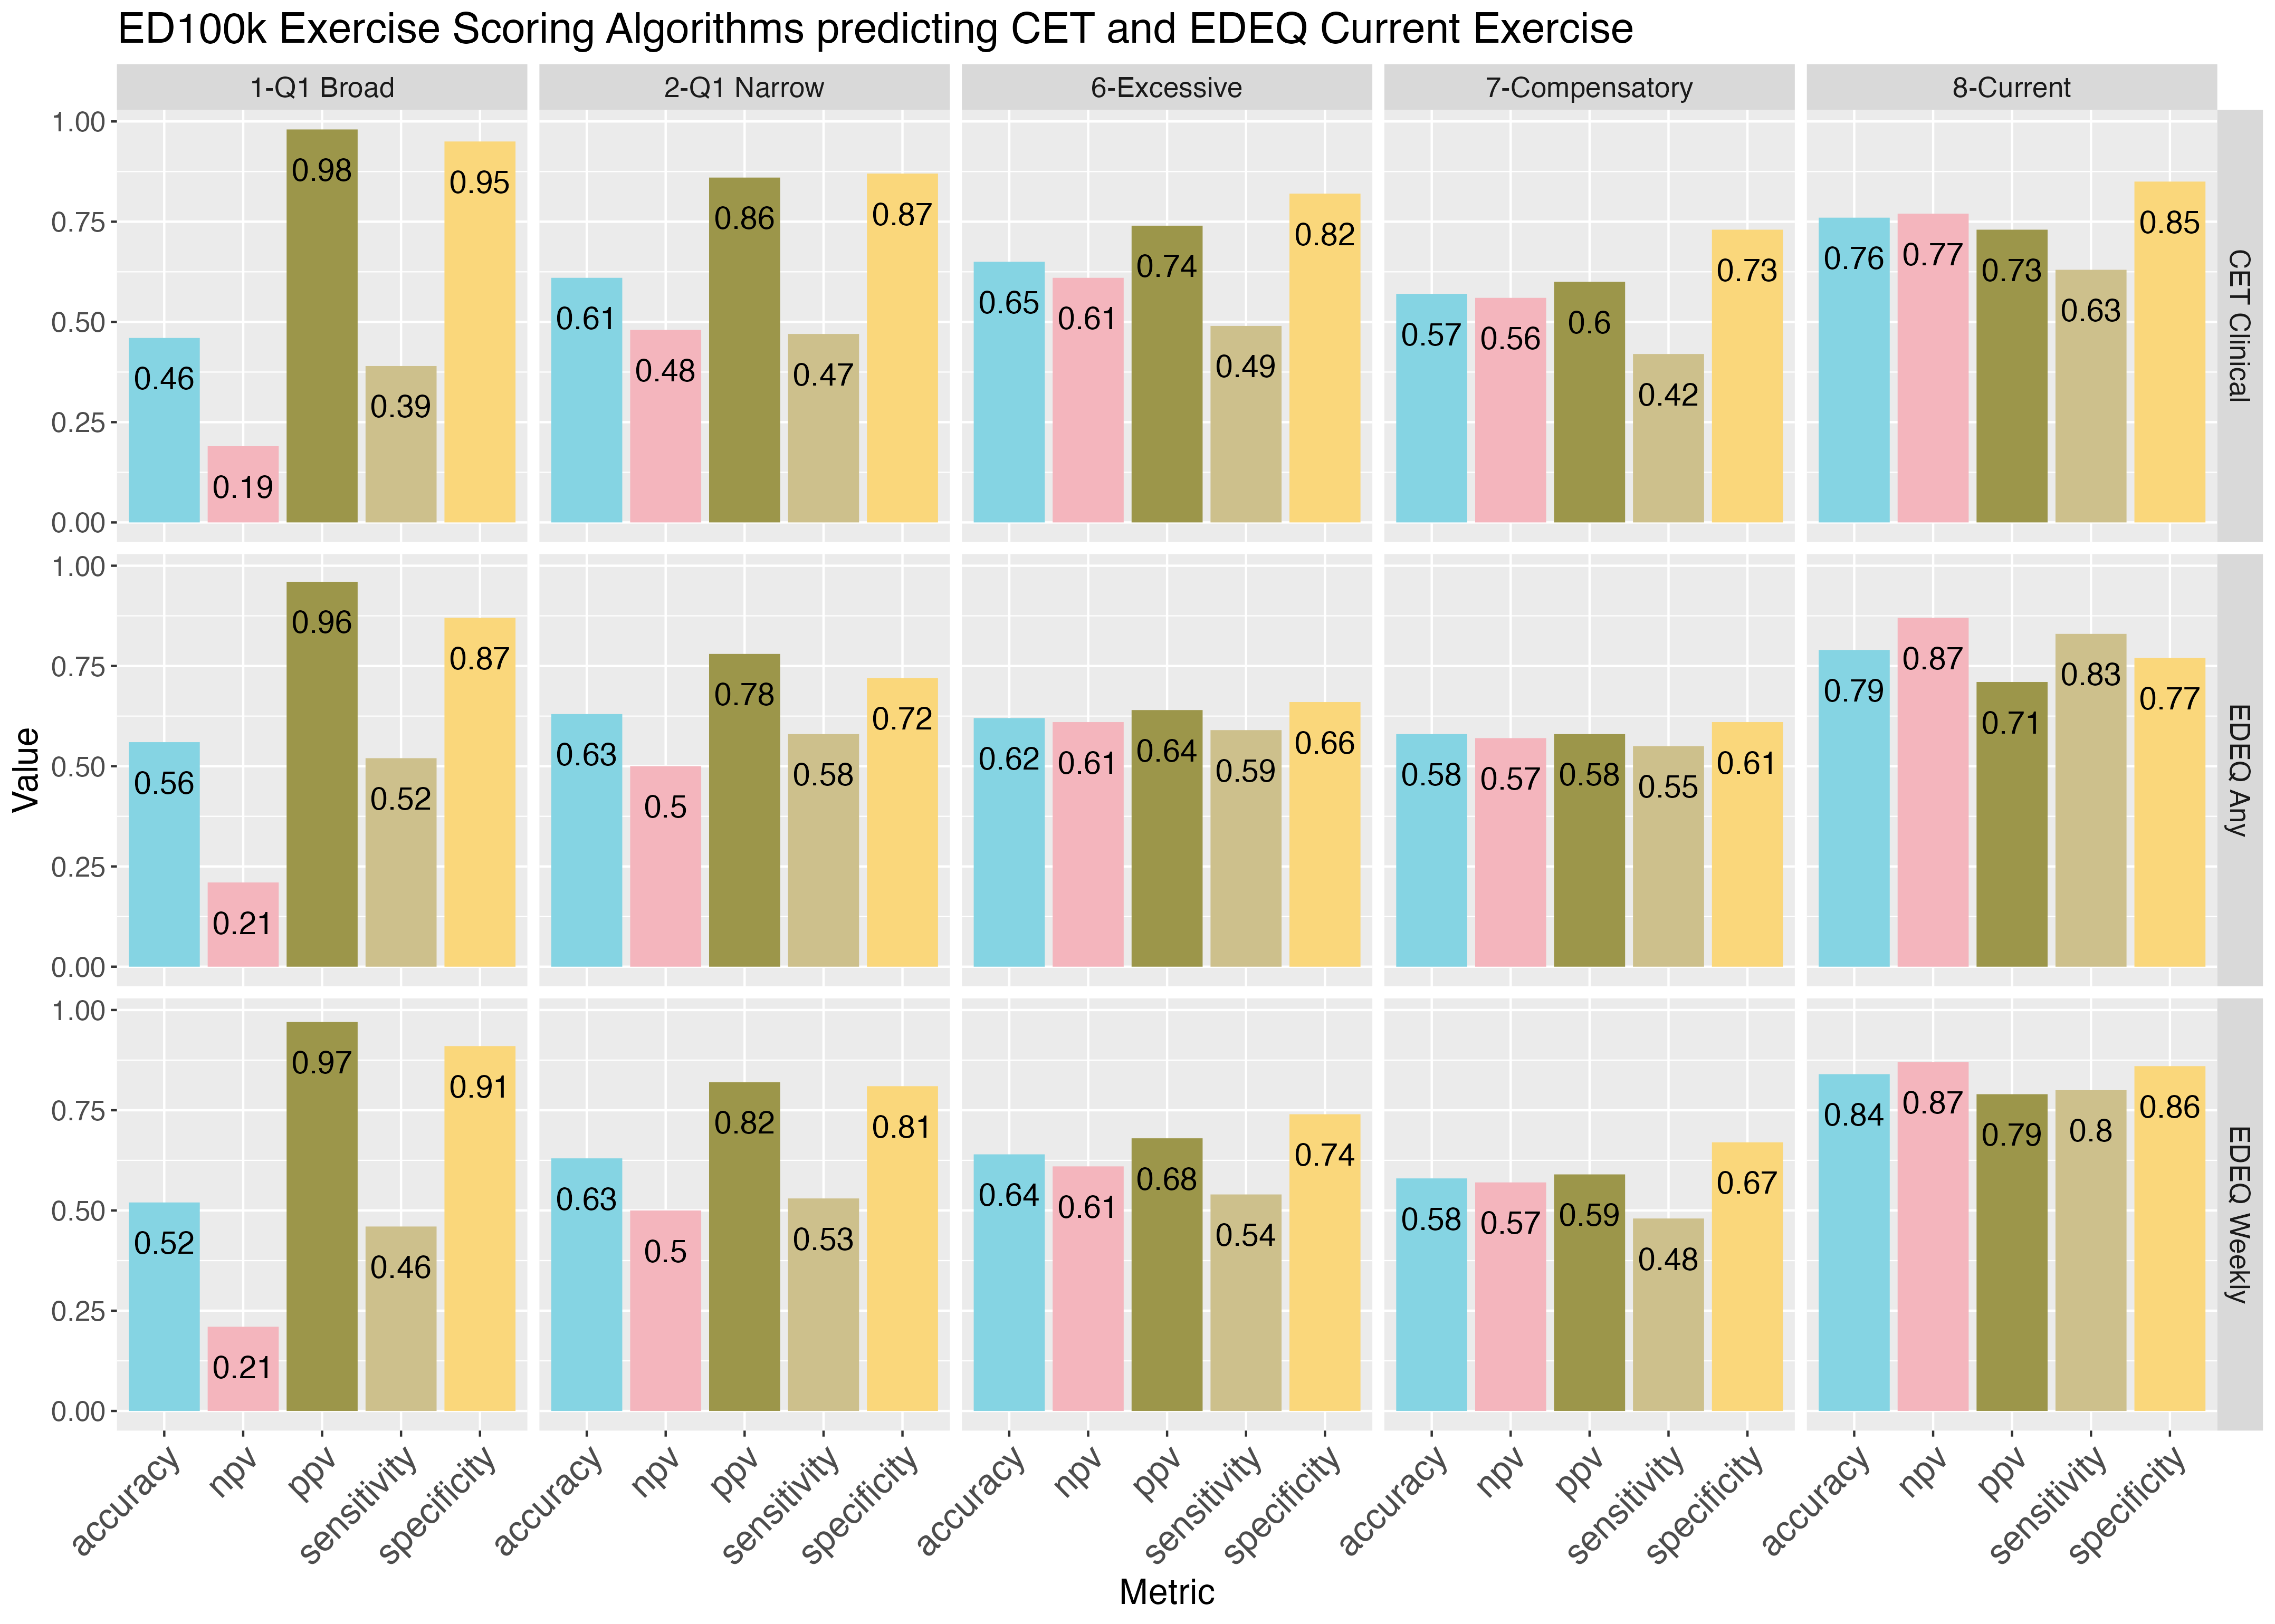 ED100k Exercise Scoring Algorithms predicting CET and EDEQ Current Exercise
1-Q1 Broad
2-Q1 Narrow
6-Excessive
7-Compensatory
8-Current
1.00
0.75
0.50
0.25
0.00
0.46
0.19
0.98
0.39
0.95
0.61
0.48
0.86
0.47
0.87
0.65
0.61
0.74
0.49
0.82
0.57
0.56
0.6
0.42
0.73
0.76
0.77
0.73
0.63
0.85
CET Clinical
Value
1.00
0.75
0.50
0.25
0.00
0.56
0.21
0.96
0.52
0.87
0.63
0.5
0.78
0.58
0.72
0.62
0.61
0.64
0.59
0.66
0.58
0.57
0.58
0.55
0.61
0.79
0.87
0.71
0.83
0.77
EDEQ Any
1.00
0.75
0.50
0.25
0.00
0.52
0.21
0.97
0.46
0.91
0.63
0.5
0.82
0.53
0.81
0.64
0.61
0.68
0.54
0.74
0.58
0.57
0.59
0.48
0.67
0.84
0.87
0.79
0.8
0.86
EDEQ Weekly
accuracy
npv
ppv
sensitivity
specificity
accuracy
npv
ppv
sensitivity
specificity
accuracy
npv
ppv
sensitivity
specificity
accuracy
npv
ppv
sensitivity
specificity
accuracy
npv
ppv
sensitivity
specificity
Metric